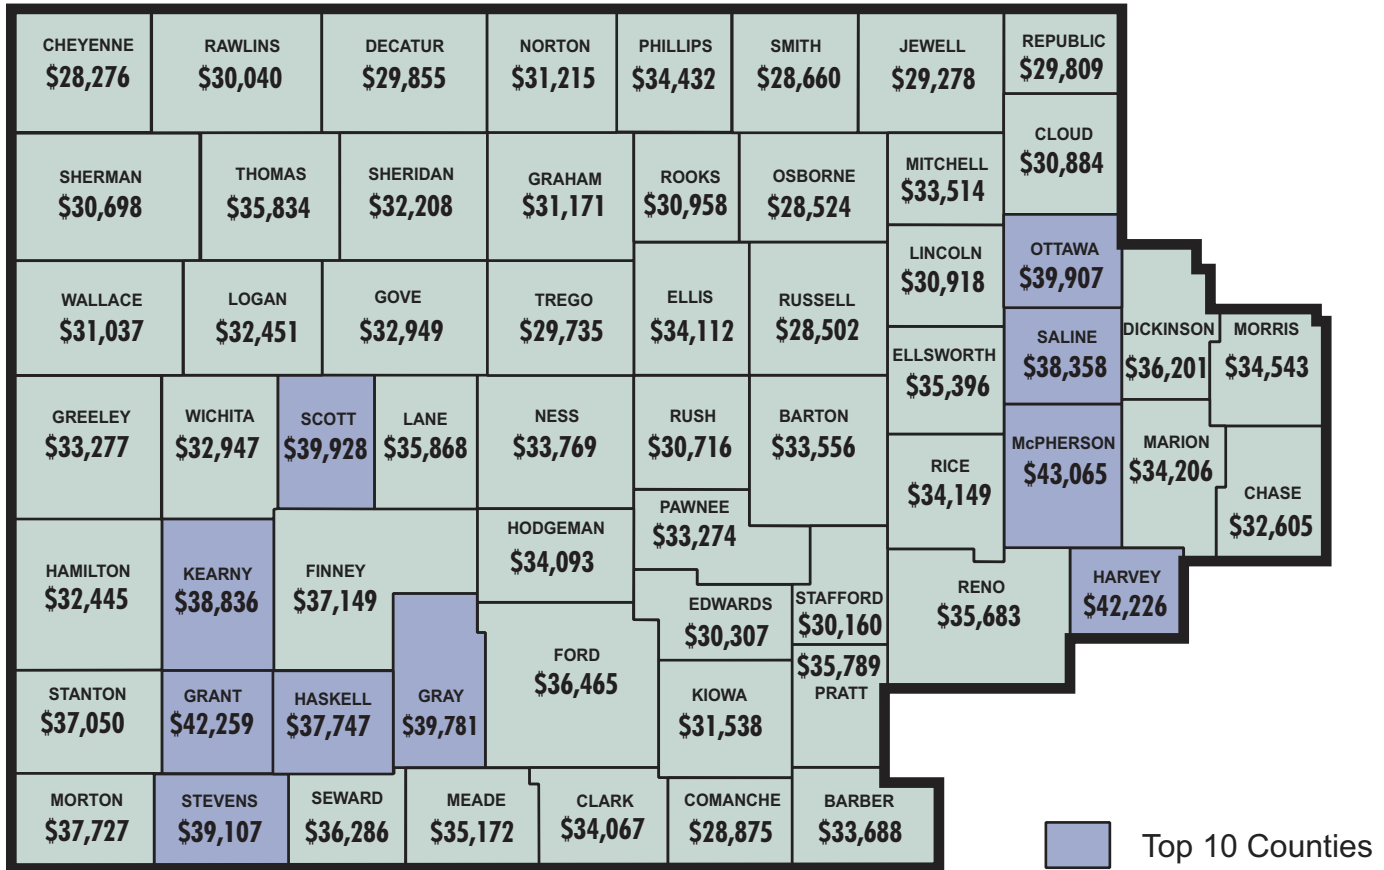 CHEYENNE
$28,276
RAWLINS
$30,040
DECATUR
$29,855
NORTON
$31,215
PHILLIPS
$34,432
SMITH
$28,660
JEWELL
$29,278
REPUBLIC
$29,809
CLOUD
$30,884
SHERMAN
$30,698
THOMAS
$35,834
SHERIDAN
$32,208
GRAHAM
$31,171
ROOKS
$30,958
OSBORNE
$28,524
MITCHELL
$33,514
LINCOLN
$30,918
OTTAWA
$39,907
WALLACE
$31,037
LOGAN
$32,451
GOVE
$32,949
TREGO
$29,735
ELLIS
$34,112
RUSSELL
$28,502
ELLSWORTH
$35,396
SALINE
$38,358
DICKINSON
$36,201
MORRIS
$34,543
GREELEY
$33,277
WICHITA
$32,947
SCOTT
$39,928
LANE
$35,868
NESS
$33,769
RUSH
$30,716
BARTON
$33,556
RICE
$34,149
McPHERSON
$43,065
MARION
$34,206
CHASE
$32,605
HAMILTON
$32,445
KEARNY
$38,836
FINNEY
$37,149
HODGEMAN
$34,093
PAWNEE
$33,274
EDWARDS
$30,307
STAFFORD
$30,160
RENO
$35,683
HARVEY
$42,226
STANTON
$37,050
GRANT
$42,259
HASKELL
$37,747
GRAY
$39,781
FORD
$36,465
KIOWA
$31,538
$35,789
PRATT
MORTON
$37,727
STEVENS
$39,107
SEWARD
$36,286
MEADE
$35,172
CLARK
$34,067
COMANCHE
$28,875
BARBER
$33,688
Top 10 Counties